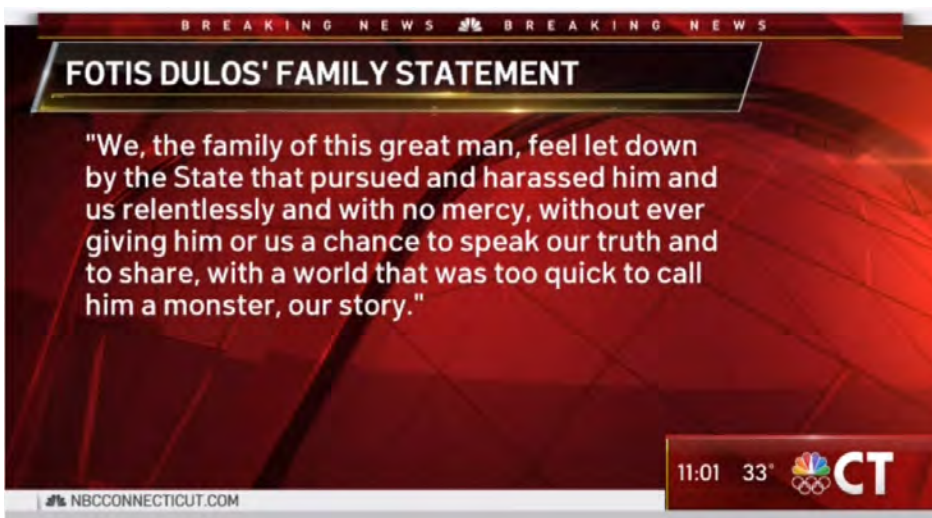 BREAKING NEWS BREAKING NEWS
FOTIS DULOS' FAMILY STATEMENT
"We, the family of this great man, feel let down
by the State that pursued and harassed him and
us relentlessly and with no mercy, without ever
giving him or us a chance to speak our truth and
to share, with a world that was too quick to call
him a monster, our story."
11:01 33° CT
NBCCONNECTICUT.COM